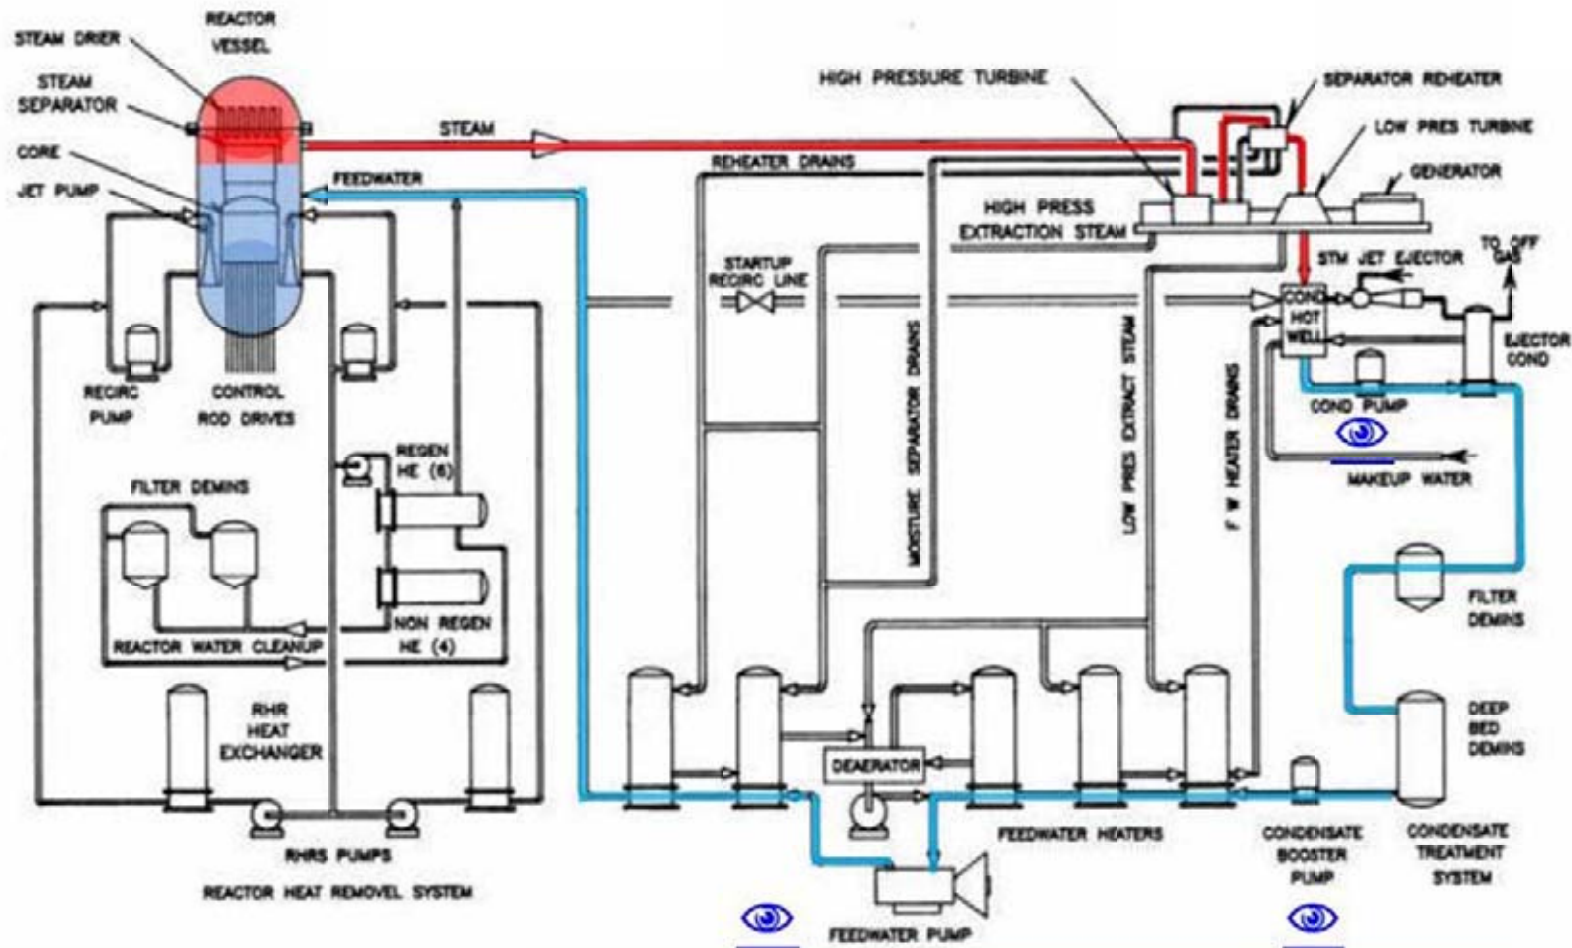 REACTOR
VESSEL
STEAM DRIER
STEAM
SEPARATOR
CORE
JET PUMP
STEAM
FEEDWATER
HIGH PRESSURE TURBINE
SEPARATOR REHEATER
LOW PRES TURBINE
GENERATOR
REHEATER DRAINS
HIGH PRESS
EXTRACTION STEAM
STARTUP
RECIRC LINE
STM JET EJECTOR
TO OFF
GAS
COND
HOT
WELL
EJECTOR
COND
COND PUMP
MAKEUP WATER
RECIRC
PUMP
CONTROL
ROD DRIVES
MOISTURE SEPARATOR DRAINS
LOW PRES EXTRACT STEAM
F W HEATER DRAINS
REGEN
HE (6)
FILTER DEMINS
NON REGEN
HE (4)
REACTOR WATER CLEANUP
FILTER
DEMINS
RHR
HEAT
EXCHANGER
DEEP
BED
DEMINS
DEAERATOR
RHRS PUMPS
REACTOR HEAT REMOVEL SYSTEM
FEEDWATER HEATERS
CONDENSATE
BOOSTER
PUMP
CONDENSATE
TREATMENT
SYSTEM
FEEDWATER PUMP